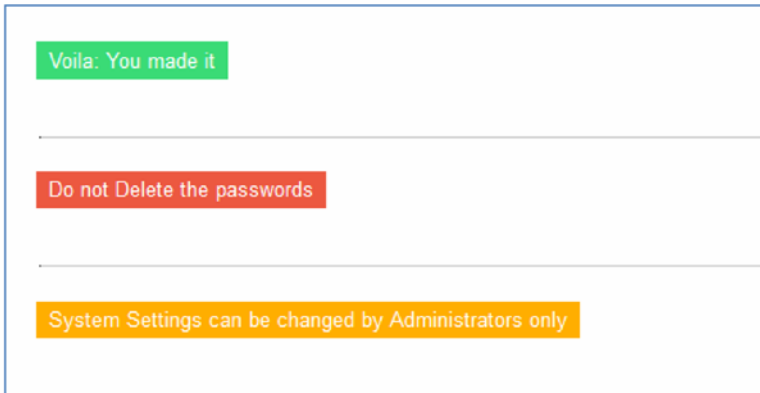 Voila: You made it
Do not Delete the passwords
System Settings can be changed by Administrators only